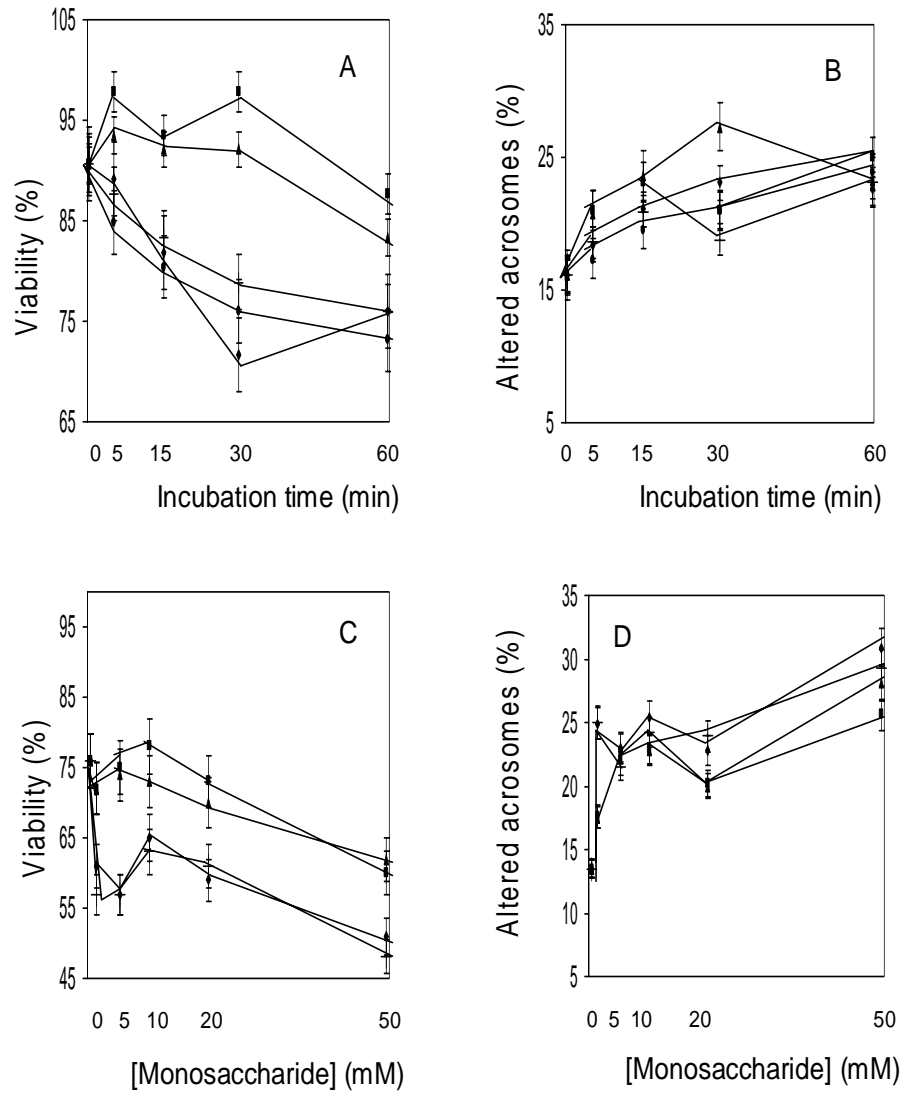 A
Viability (%)
105
95
85
75
65
0 5 15 30 60
Incubation time (min)
B
Altered acrosomes (%)
35
25
15
5
0 5 15 30 60
Incubation time (min)
C
Viability (%)
95
85
75
65
55
45
0 5 10 20 50
[Monosaccharide] (mM)
D
Altered acrosomes (%)
35
30
25
20
15
10
5
0 5 10 20 50
[Monosaccharide] (mM)